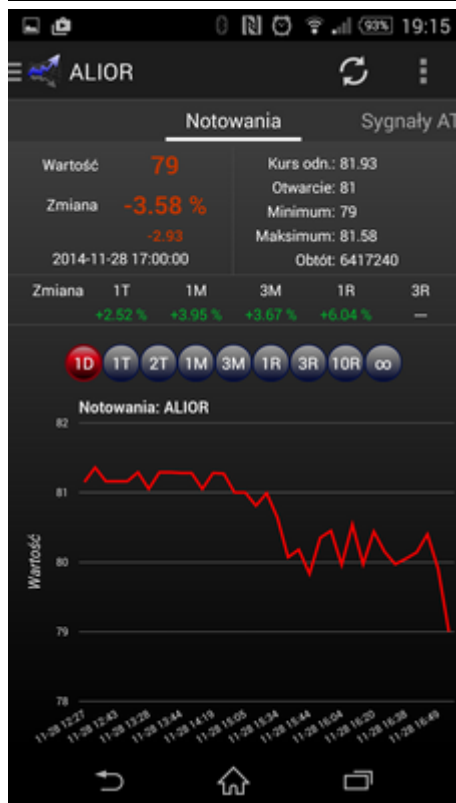 93% 19:15
ALIOR
Notowania Sygnały AT
Wartość 79
Zmiana -3.58 %
-2.93
2014-11-28 17:00:00
Kurs odn.: 81.93
Otwarcie: 81
Minimum: 79
Maksimum: 81.58
Obtót: 6417240
Zmiana 1T 1M 3M 1R 3R
+2.52 % +3.95 % +3.67 % +6.04 % —
1D 1T 2T 1M 3M 1R 3R 10R ∞
Notowania: ALIOR
82
81
80
79
78
Wartość
11-28 12:27 11-28 12:43 11-28 13:28 11-28 13:44 11-28 14:19 11-28 15:05 11-28 15:34 11-28 15:44 11-28 16:04 11-28 16:20 11-28 16:38 11-28 16:49